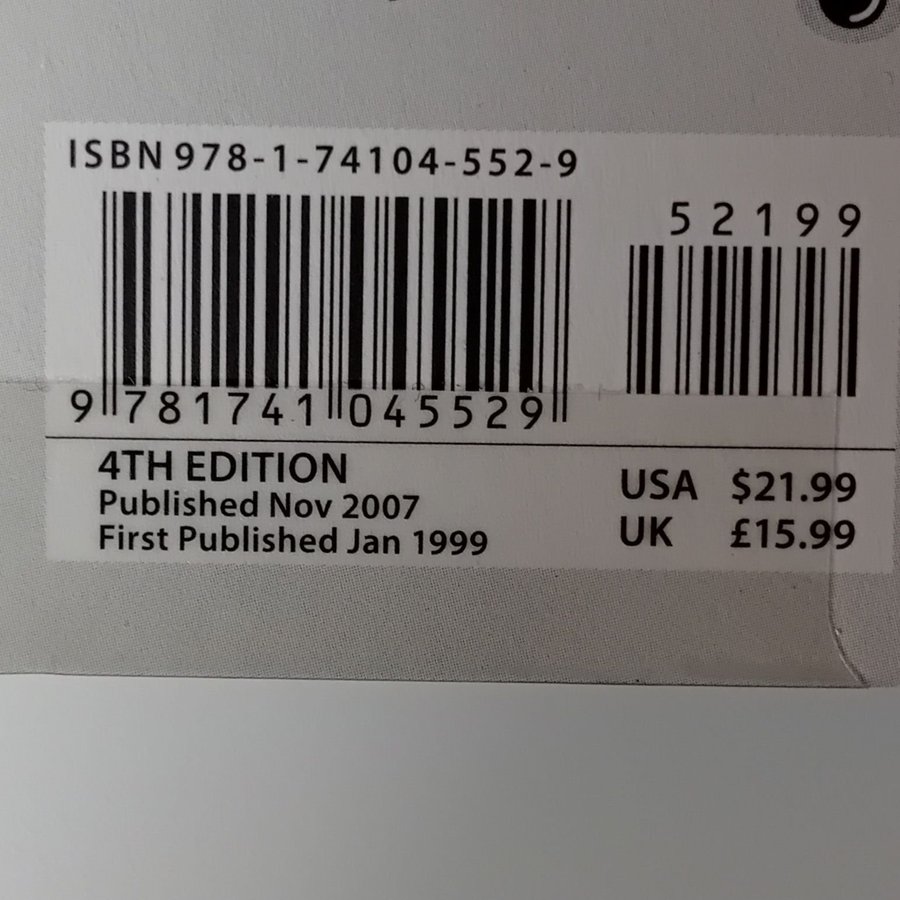 ISBN 978-1-74104-552-9
52199
9 781741 045529
4TH EDITION
Published Nov 2007
First Published Jan 1999
USA $21.99
UK £15.99